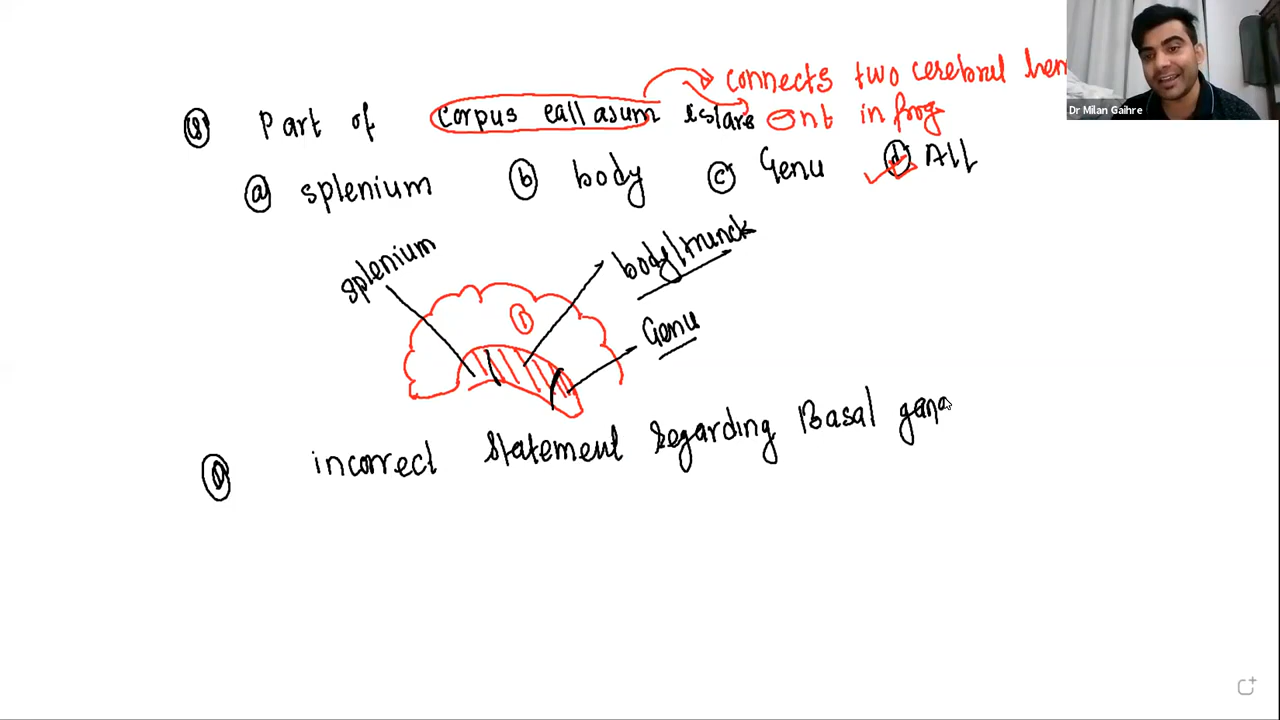 connects two cerebral hem
Q Part of corpus callasum is/are ⊖nt in frog
a splenium b body c Genu d All
splenium
body/trunck
Genu
Q incorrect statement regarding Basal gang
Dr Milan Gaihre